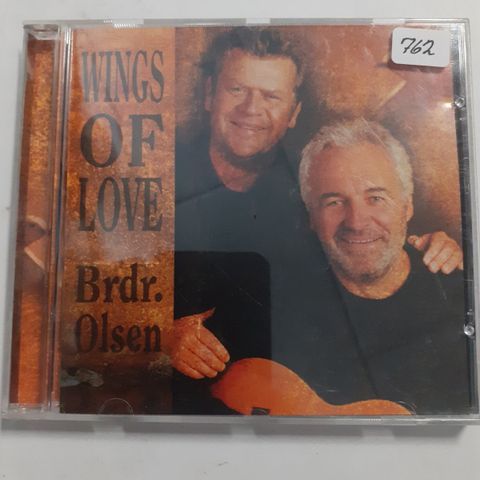 WINGS
OF
LOVE
Brdr.
Olsen
762